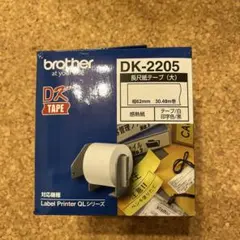 brother
at your side
DK-2205
長尺紙テープ(大)
DK
TAPE
幅62mm 30.48m巻
感熱紙
テープ/白
印字色/黒
対応機種
Label Printer QLシリーズ